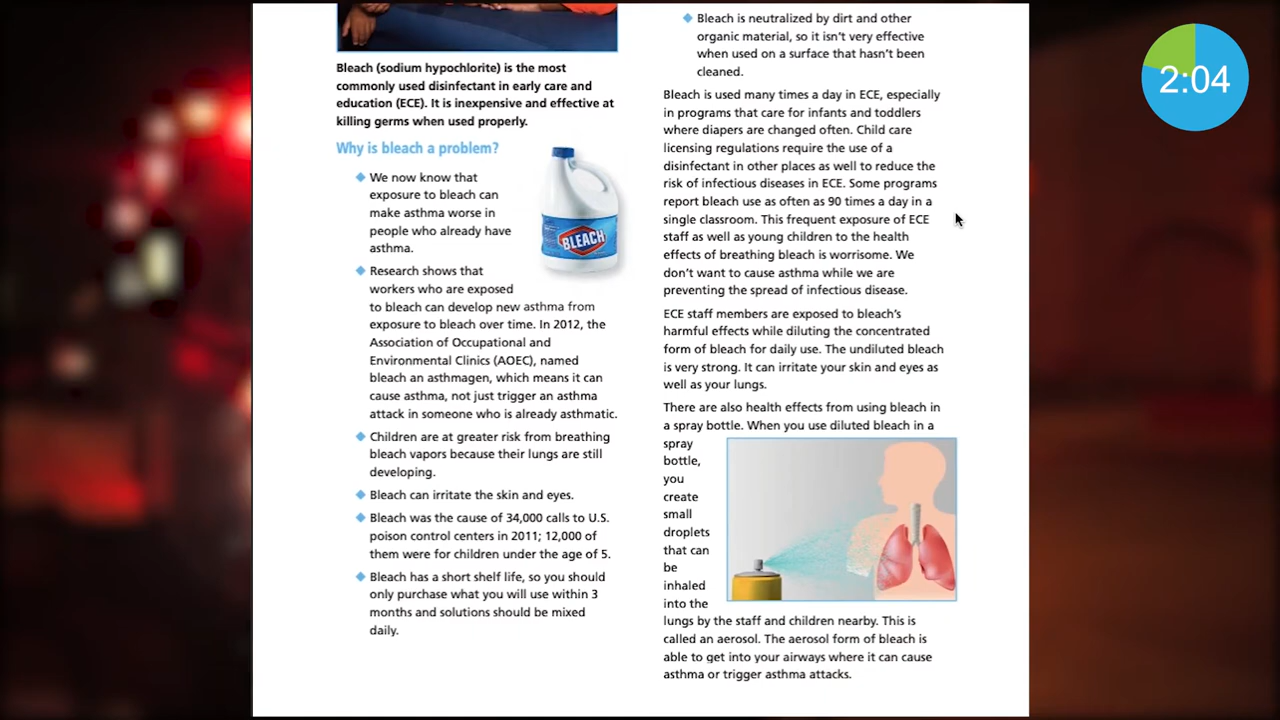 Bleach (sodium hypochlorite) is the most
commonly used disinfectant in early care and
education (ECE). It is inexpensive and effective at
killing germs when used properly.
Why is bleach a problem?
We now know that
exposure to bleach can
make asthma worse in
people who already have
asthma.
BLEACH
Research shows that
workers who are exposed
to bleach can develop new asthma from
exposure to bleach over time. In 2012, the
Association of Occupational and
Environmental Clinics (AOEC), named
bleach an asthmagen, which means it can
cause asthma, not just trigger an asthma
attack in someone who is already asthmatic.
Children are at greater risk from breathing
bleach vapors because their lungs are still
developing.
Bleach can irritate the skin and eyes.
Bleach was the cause of 34,000 calls to U.S.
poison control centers in 2011; 12,000 of
them were for children under the age of 5.
Bleach has a short shelf life, so you should
only purchase what you will use within 3
months and solutions should be mixed
daily.
Bleach is neutralized by dirt and other
organic material, so it isn't very effective
when used on a surface that hasn't been
cleaned.
Bleach is used many times a day in ECE, especially
in programs that care for infants and toddlers
where diapers are changed often. Child care
licensing regulations require the use of a
disinfectant in other places as well to reduce the
risk of infectious diseases in ECE. Some programs
report bleach use as often as 90 times a day in a
single classroom. This frequent exposure of ECE
staff as well as young children to the health
effects of breathing bleach is worrisome. We
don't want to cause asthma while we are
preventing the spread of infectious disease.
ECE staff members are exposed to bleach's
harmful effects while diluting the concentrated
form of bleach for daily use. The undiluted bleach
is very strong. It can irritate your skin and eyes as
well as your lungs.
There are also health effects from using bleach in
a spray bottle. When you use diluted bleach in a
spray
bottle,
you
create
small
droplets
that can
be
inhaled
into the
lungs by the staff and children nearby. This is
called an aerosol. The aerosol form of bleach is
able to get into your airways where it can cause
asthma or trigger asthma attacks.
2:04